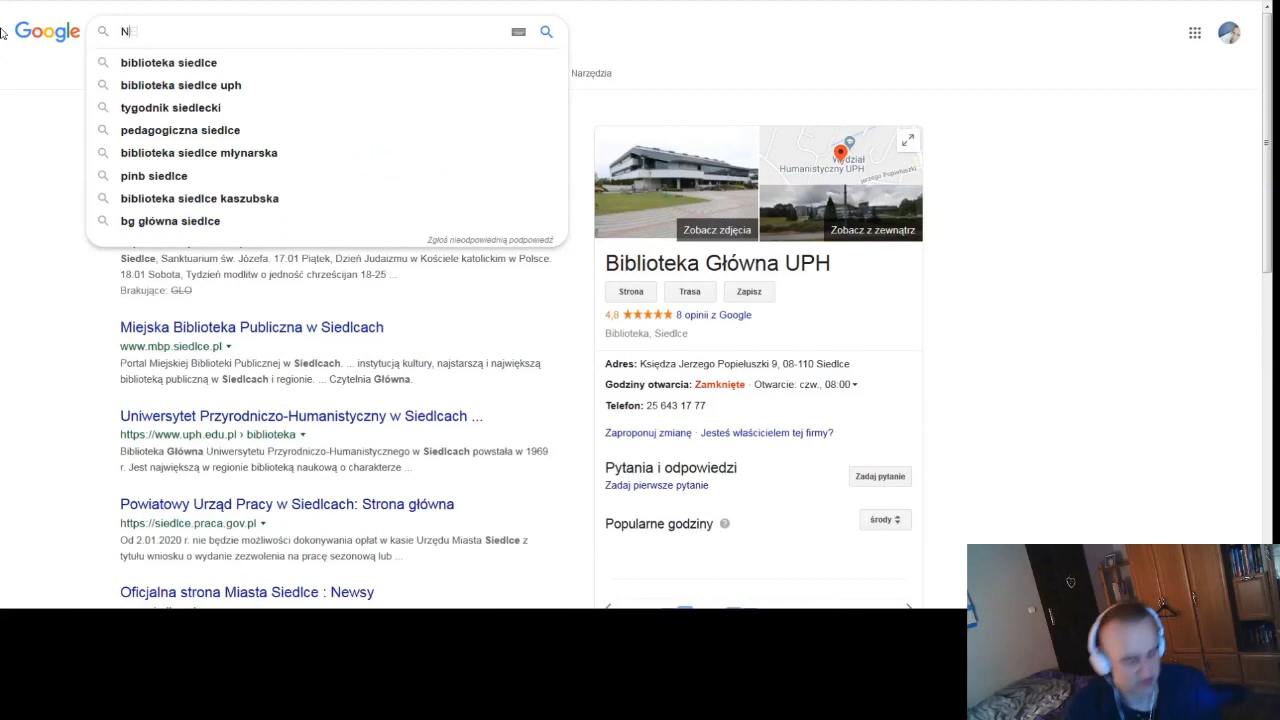 Google
N
biblioteka siedlce
biblioteka siedlce uph
tygodnik siedlecki
pedagogiczna siedlce
biblioteka siedlce młynarska
pinb siedlce
biblioteka siedlce kaszubska
bg główna siedlce
Zgłoś nieodpowiednią podpowiedź
Narzędzia
Siedlce, Sanktuarium św. Józefa. 17.01 Piątek, Dzień Judaizmu w Kościele katolickim w Polsce.
18.01 Sobota, Tydzień modlitw o jedność chrześcijan 18-25 ...
Brakujące: GLO
Miejska Biblioteka Publiczna w Siedlcach
www.mbp.siedlce.pl
Portal Miejskiej Biblioteki Publicznej w Siedlcach. ... instytucją kultury, najstarszą i największą
biblioteką publiczną w Siedlcach i regionie. ... Czytelnia Główna.
Uniwersytet Przyrodniczo-Humanistyczny w Siedlcach ...
https://www.uph.edu.pl › biblioteka
Biblioteka Główna Uniwersytetu Przyrodniczo-Humanistycznego w Siedlcach powstała w 1969
r. Jest największą w regionie biblioteką naukową o charakterze ...
Powiatowy Urząd Pracy w Siedlcach: Strona główna
https://siedlce.praca.gov.pl
Od 2.01.2020 r. nie będzie możliwości dokonywania opłat w kasie Urzędu Miasta Siedlce z
tytułu wniosku o wydanie zezwolenia na pracę sezonową lub ...
Oficjalna strona Miasta Siedlce : Newsy
Wydział
Humanistyczny UPH
Jerzego Popiełuszki
Zobacz zdjęcia
Zobacz z zewnątrz
Biblioteka Główna UPH
Strona
Trasa
Zapisz
4,8 8 opinii z Google
Biblioteka, Siedlce
Adres: Księdza Jerzego Popiełuszki 9, 08-110 Siedlce
Godziny otwarcia: Zamknięte · Otwarcie: czw., 08:00
Telefon: 25 643 17 77
Zaproponuj zmianę · Jesteś właścicielem tej firmy?
Pytania i odpowiedzi
Zadaj pierwsze pytanie
Zadaj pytanie
Popularne godziny
środy